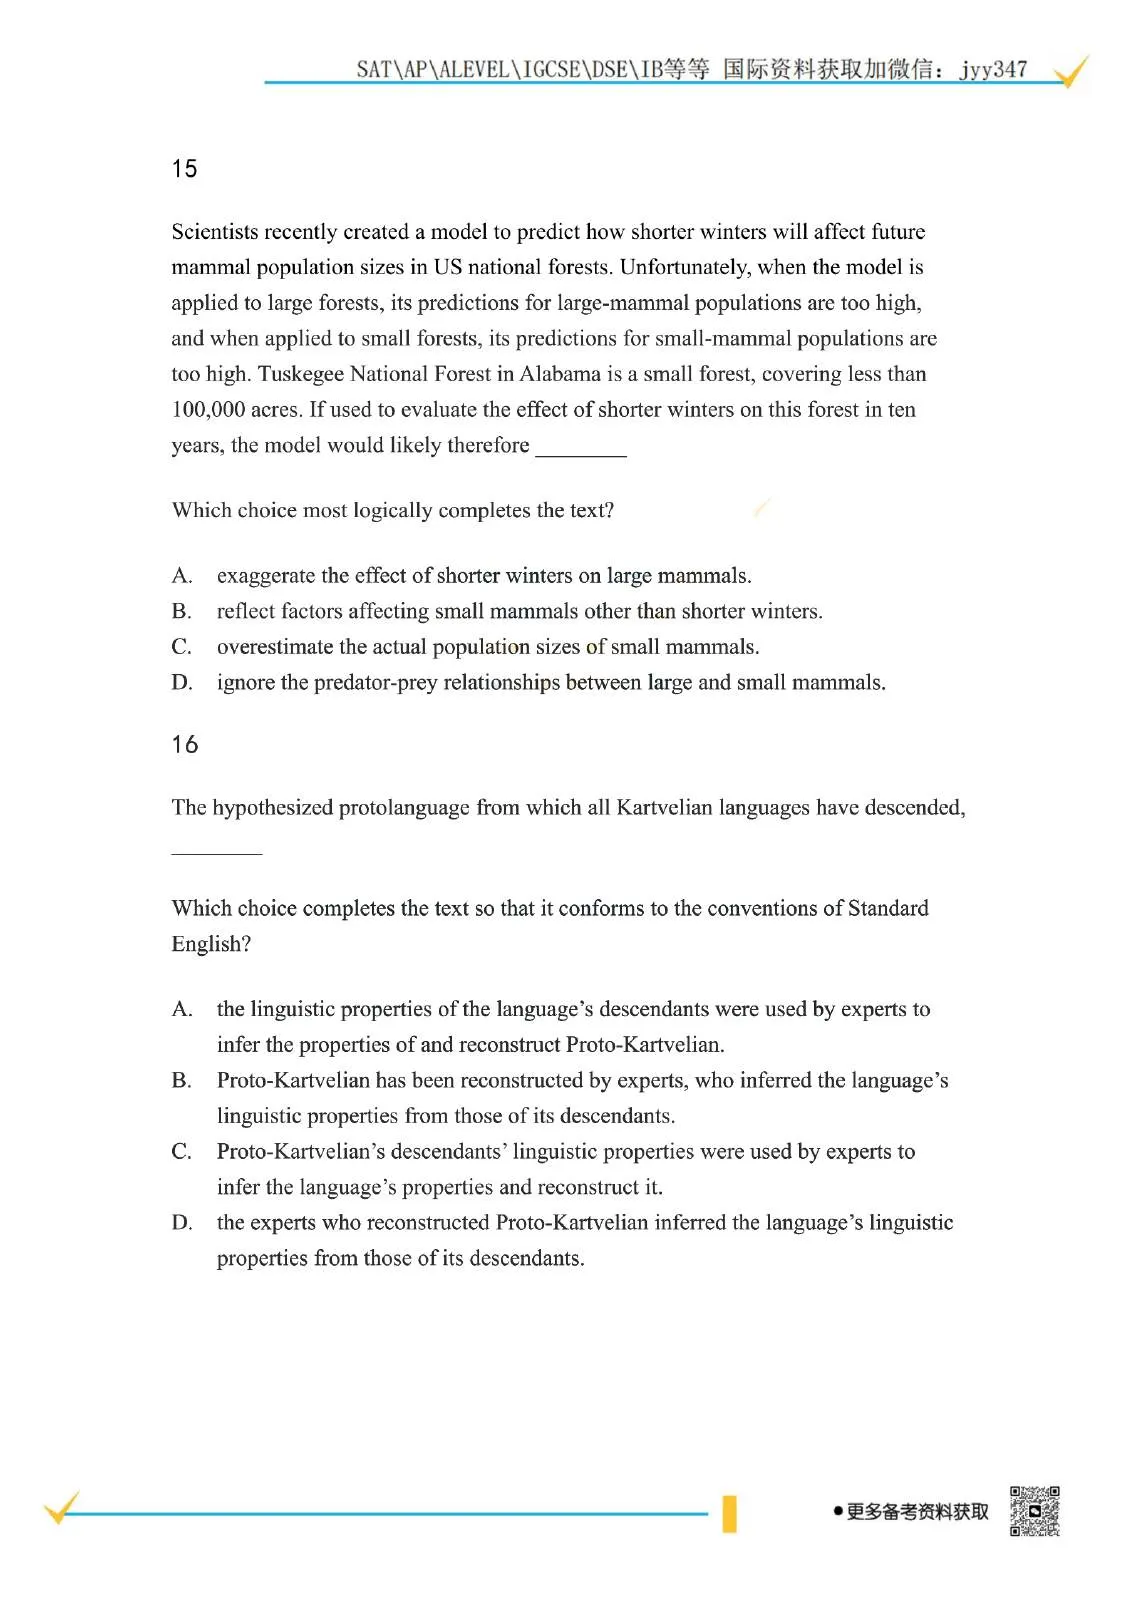 SAT\AP\ALEVEL\IGCSE\DSE\IB等等 国际资料获取加微信：jyy347
15
Scientists recently created a model to predict how shorter winters will affect future
mammal population sizes in US national forests. Unfortunately, when the model is
applied to large forests, its predictions for large-mammal populations are too high,
and when applied to small forests, its predictions for small-mammal populations are
too high. Tuskegee National Forest in Alabama is a small forest, covering less than
100,000 acres. If used to evaluate the effect of shorter winters on this forest in ten
years, the model would likely therefore ________
Which choice most logically completes the text?
A. exaggerate the effect of shorter winters on large mammals.
B. reflect factors affecting small mammals other than shorter winters.
C. overestimate the actual population sizes of small mammals.
D. ignore the predator-prey relationships between large and small mammals.
16
The hypothesized protolanguage from which all Kartvelian languages have descended,
________
Which choice completes the text so that it conforms to the conventions of Standard
English?
A. the linguistic properties of the language’s descendants were used by experts to
infer the properties of and reconstruct Proto-Kartvelian.
B. Proto-Kartvelian has been reconstructed by experts, who inferred the language’s
linguistic properties from those of its descendants.
C. Proto-Kartvelian’s descendants’ linguistic properties were used by experts to
infer the language’s properties and reconstruct it.
D. the experts who reconstructed Proto-Kartvelian inferred the language’s linguistic
properties from those of its descendants.
●更多备考资料获取